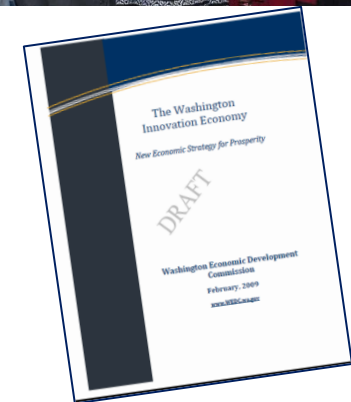 The Washington
Innovation Economy
New Economic Strategy for Prosperity
DRAFT
Washington Economic Development
Commission
February, 2009
www.WEDC.wa.gov